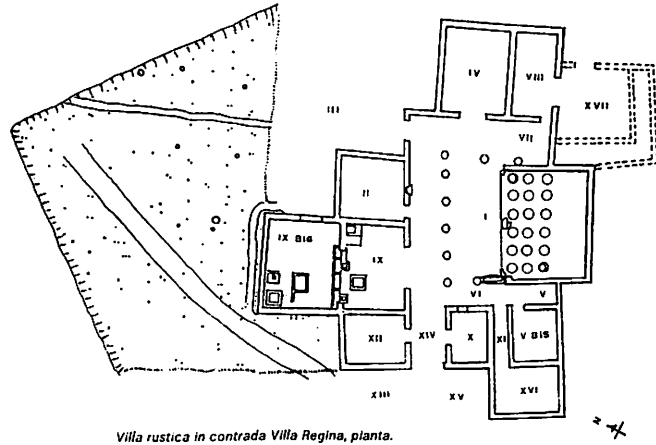 IV
VIII
XVII
III
VII
II
I
IX BIS
IX
VI
V
XII
XIV
X
XI
V BIS
XIII
XV
XVI
N
Villa rustica in contrada Villa Regina, pianta.